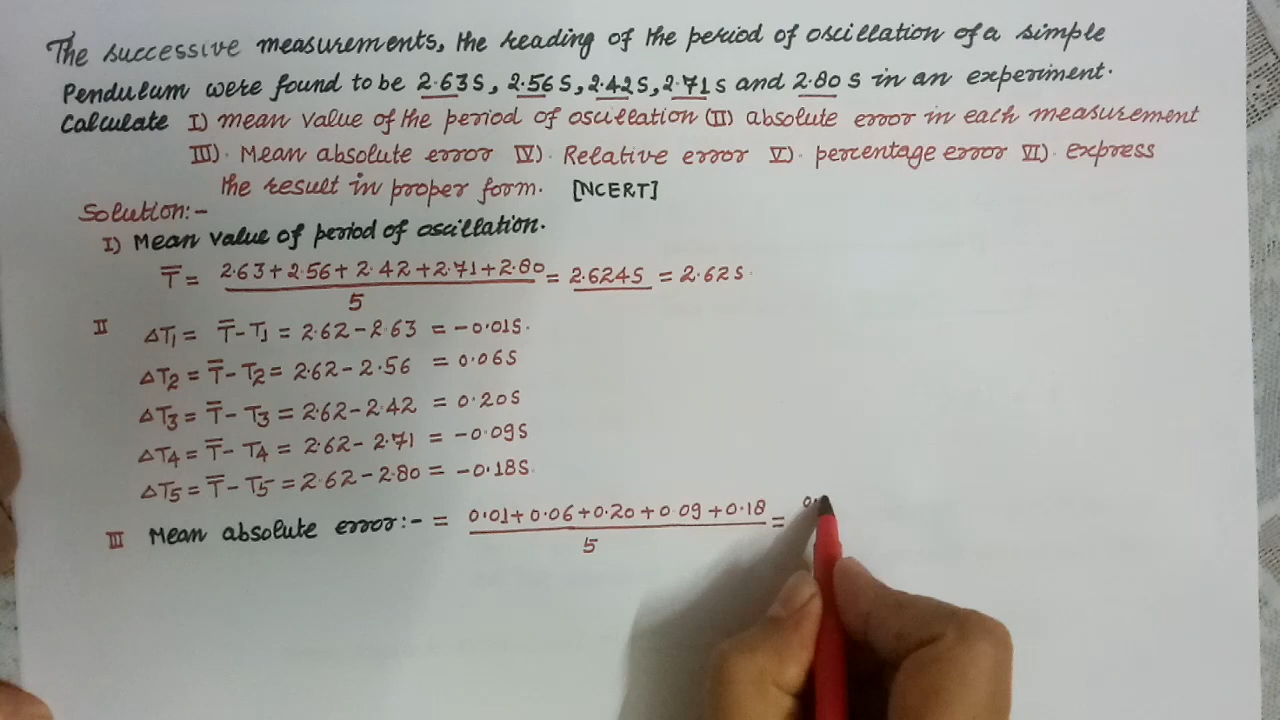 The successive measurements, the reading of the period of oscillation of a simple
Pendulum were found to be 2.63S, 2.56S, 2.42S, 2.71s and 2.80 s in an experiment.
Calculate I) mean value of the period of oscillation (II) absolute error in each measurement
III). Mean absolute error IV). Relative error V). percentage error VI). express
the result in proper form. [NCERT]
Solution:-
I) Mean value of period of oscillation.
T̅ = 2.63+2.56+2.42+2.71+2.80 / 5 = 2.624S = 2.62S.
II ΔT1 = T̅-T1 = 2.62-2.63 = -0.01S.
ΔT2 = T̅-T2 = 2.62-2.56 = 0.06S
ΔT3 = T̅-T3 = 2.62-2.42 = 0.20S
ΔT4 = T̅-T4 = 2.62-2.71 = -0.09S
ΔT5 = T̅-T5 = 2.62-2.80 = -0.18S.
III Mean absolute error:- = 0.01+0.06+0.20+0.09+0.18 / 5 = 0.